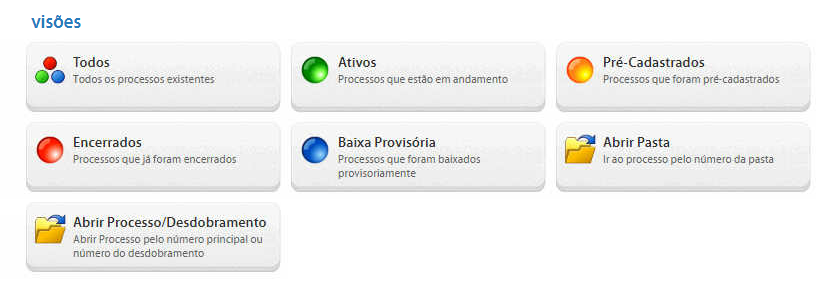 visões
Todos
Todos os processos existentes
Ativos
Processos que estão em andamento
Pré-Cadastrados
Processos que foram pré-cadastrados
Encerrados
Processos que já foram encerrados
Baixa Provisória
Processos que foram baixados
provisoriamente
Abrir Pasta
Ir ao processo pelo número da pasta
Abrir Processo/Desdobramento
Abrir Processo pelo número principal ou
número do desdobramento